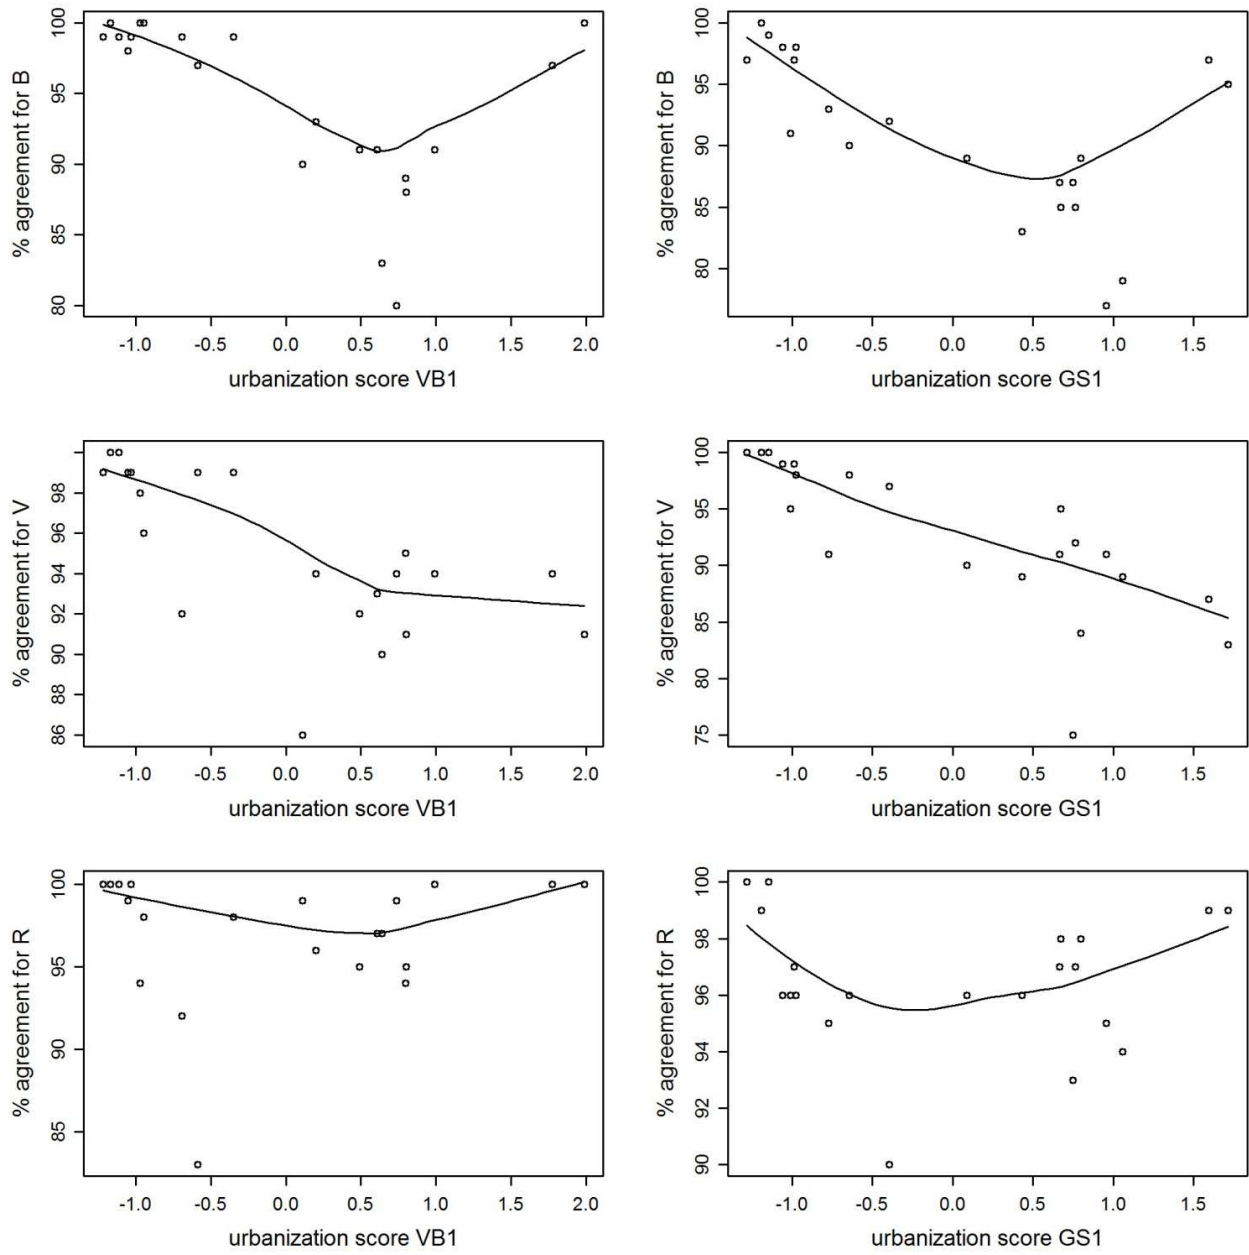 % agreement for B
100
95
90
85
80
-1.0 -0.5 0.0 0.5 1.0 1.5 2.0
urbanization score VB1
% agreement for B
100
95
90
85
80
-1.0 -0.5 0.0 0.5 1.0 1.5
urbanization score GS1
% agreement for V
98
96
94
92
90
88
86
-1.0 -0.5 0.0 0.5 1.0 1.5 2.0
urbanization score VB1
% agreement for V
100
95
90
85
80
75
-1.0 -0.5 0.0 0.5 1.0 1.5
urbanization score GS1
% agreement for R
100
95
90
85
-1.0 -0.5 0.0 0.5 1.0 1.5 2.0
urbanization score VB1
% agreement for R
100
98
96
94
92
90
-1.0 -0.5 0.0 0.5 1.0 1.5
urbanization score GS1